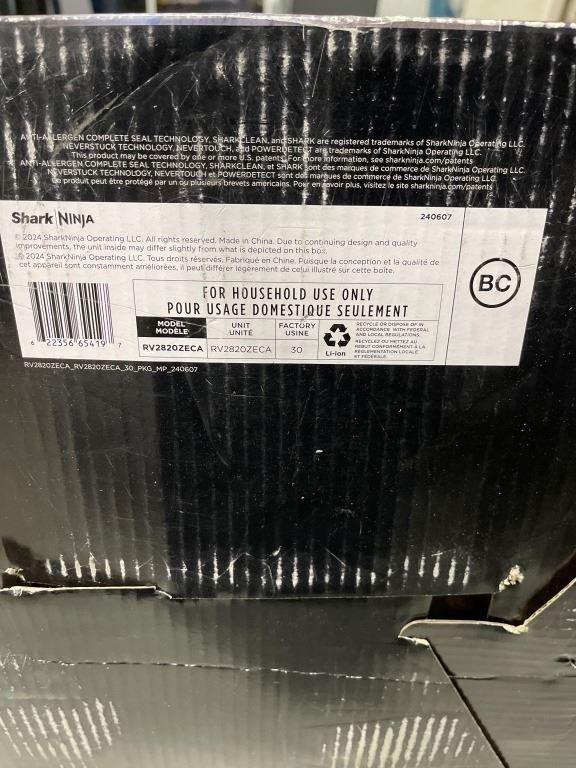 ANTI-ALLERGEN COMPLETE SEAL TECHNOLOGY, SHARKCLEAN, and SHARK are registered trademarks of SharkNinja Operating LLC.
NEVERSTUCK TECHNOLOGY, NEVERTOUCH, and POWERDETECT are trademarks of SharkNinja Operating LLC.
This product may be covered by one or more U.S. patents. For more information, see sharkninja.com/patents
ANTI-ALLERGEN COMPLETE SEAL TECHNOLOGY, SHARKCLEAN, et SHARK sont des marques de commerce de SharkNinja Operating LLC.
NEVERSTUCK TECHNOLOGY, NEVERTOUCH et POWERDETECT sont des marques de commerce de SharkNinja Operating LLC.
Ce produit peut être protégé par un ou plusieurs brevets americains. Pour en savoir plus, visitez le site sharkninja.com/patents
Shark | NINJA
240607
© 2024 SharkNinja Operating LLC. All rights reserved. Made in China. Due to continuing design and quality
improvements, the unit inside may differ slightly from what is depicted on this box.
© 2024 SharkNinja Operating LLC. Tous droits réservés. Fabriqué en Chine. Puisque la conception et la qualité de
cet appareil sont constamment améliorées, il peut différer légèrement de celui illustré sur cette boîte.
BC
FOR HOUSEHOLD USE ONLY
POUR USAGE DOMESTIQUE SEULEMENT
MODEL UNIT FACTORY
MODÈLE UNITÉ USINE
RV2820ZECA RV2820ZECA 30
Li-ion
RECYCLE OR DISPOSE OF IN
ACCORDANCE WITH FEDERAL
AND LOCAL REGULATIONS.
RECYCLEZ OU METTEZ AU
REBUT CONFORMÉMENT À LA
RÉGLEMENTATION LOCALE
ET FÉDÉRALE.
6 22356 65419 7
RV2820ZECA_RV2820ZECA_30_PKG_MP_240607